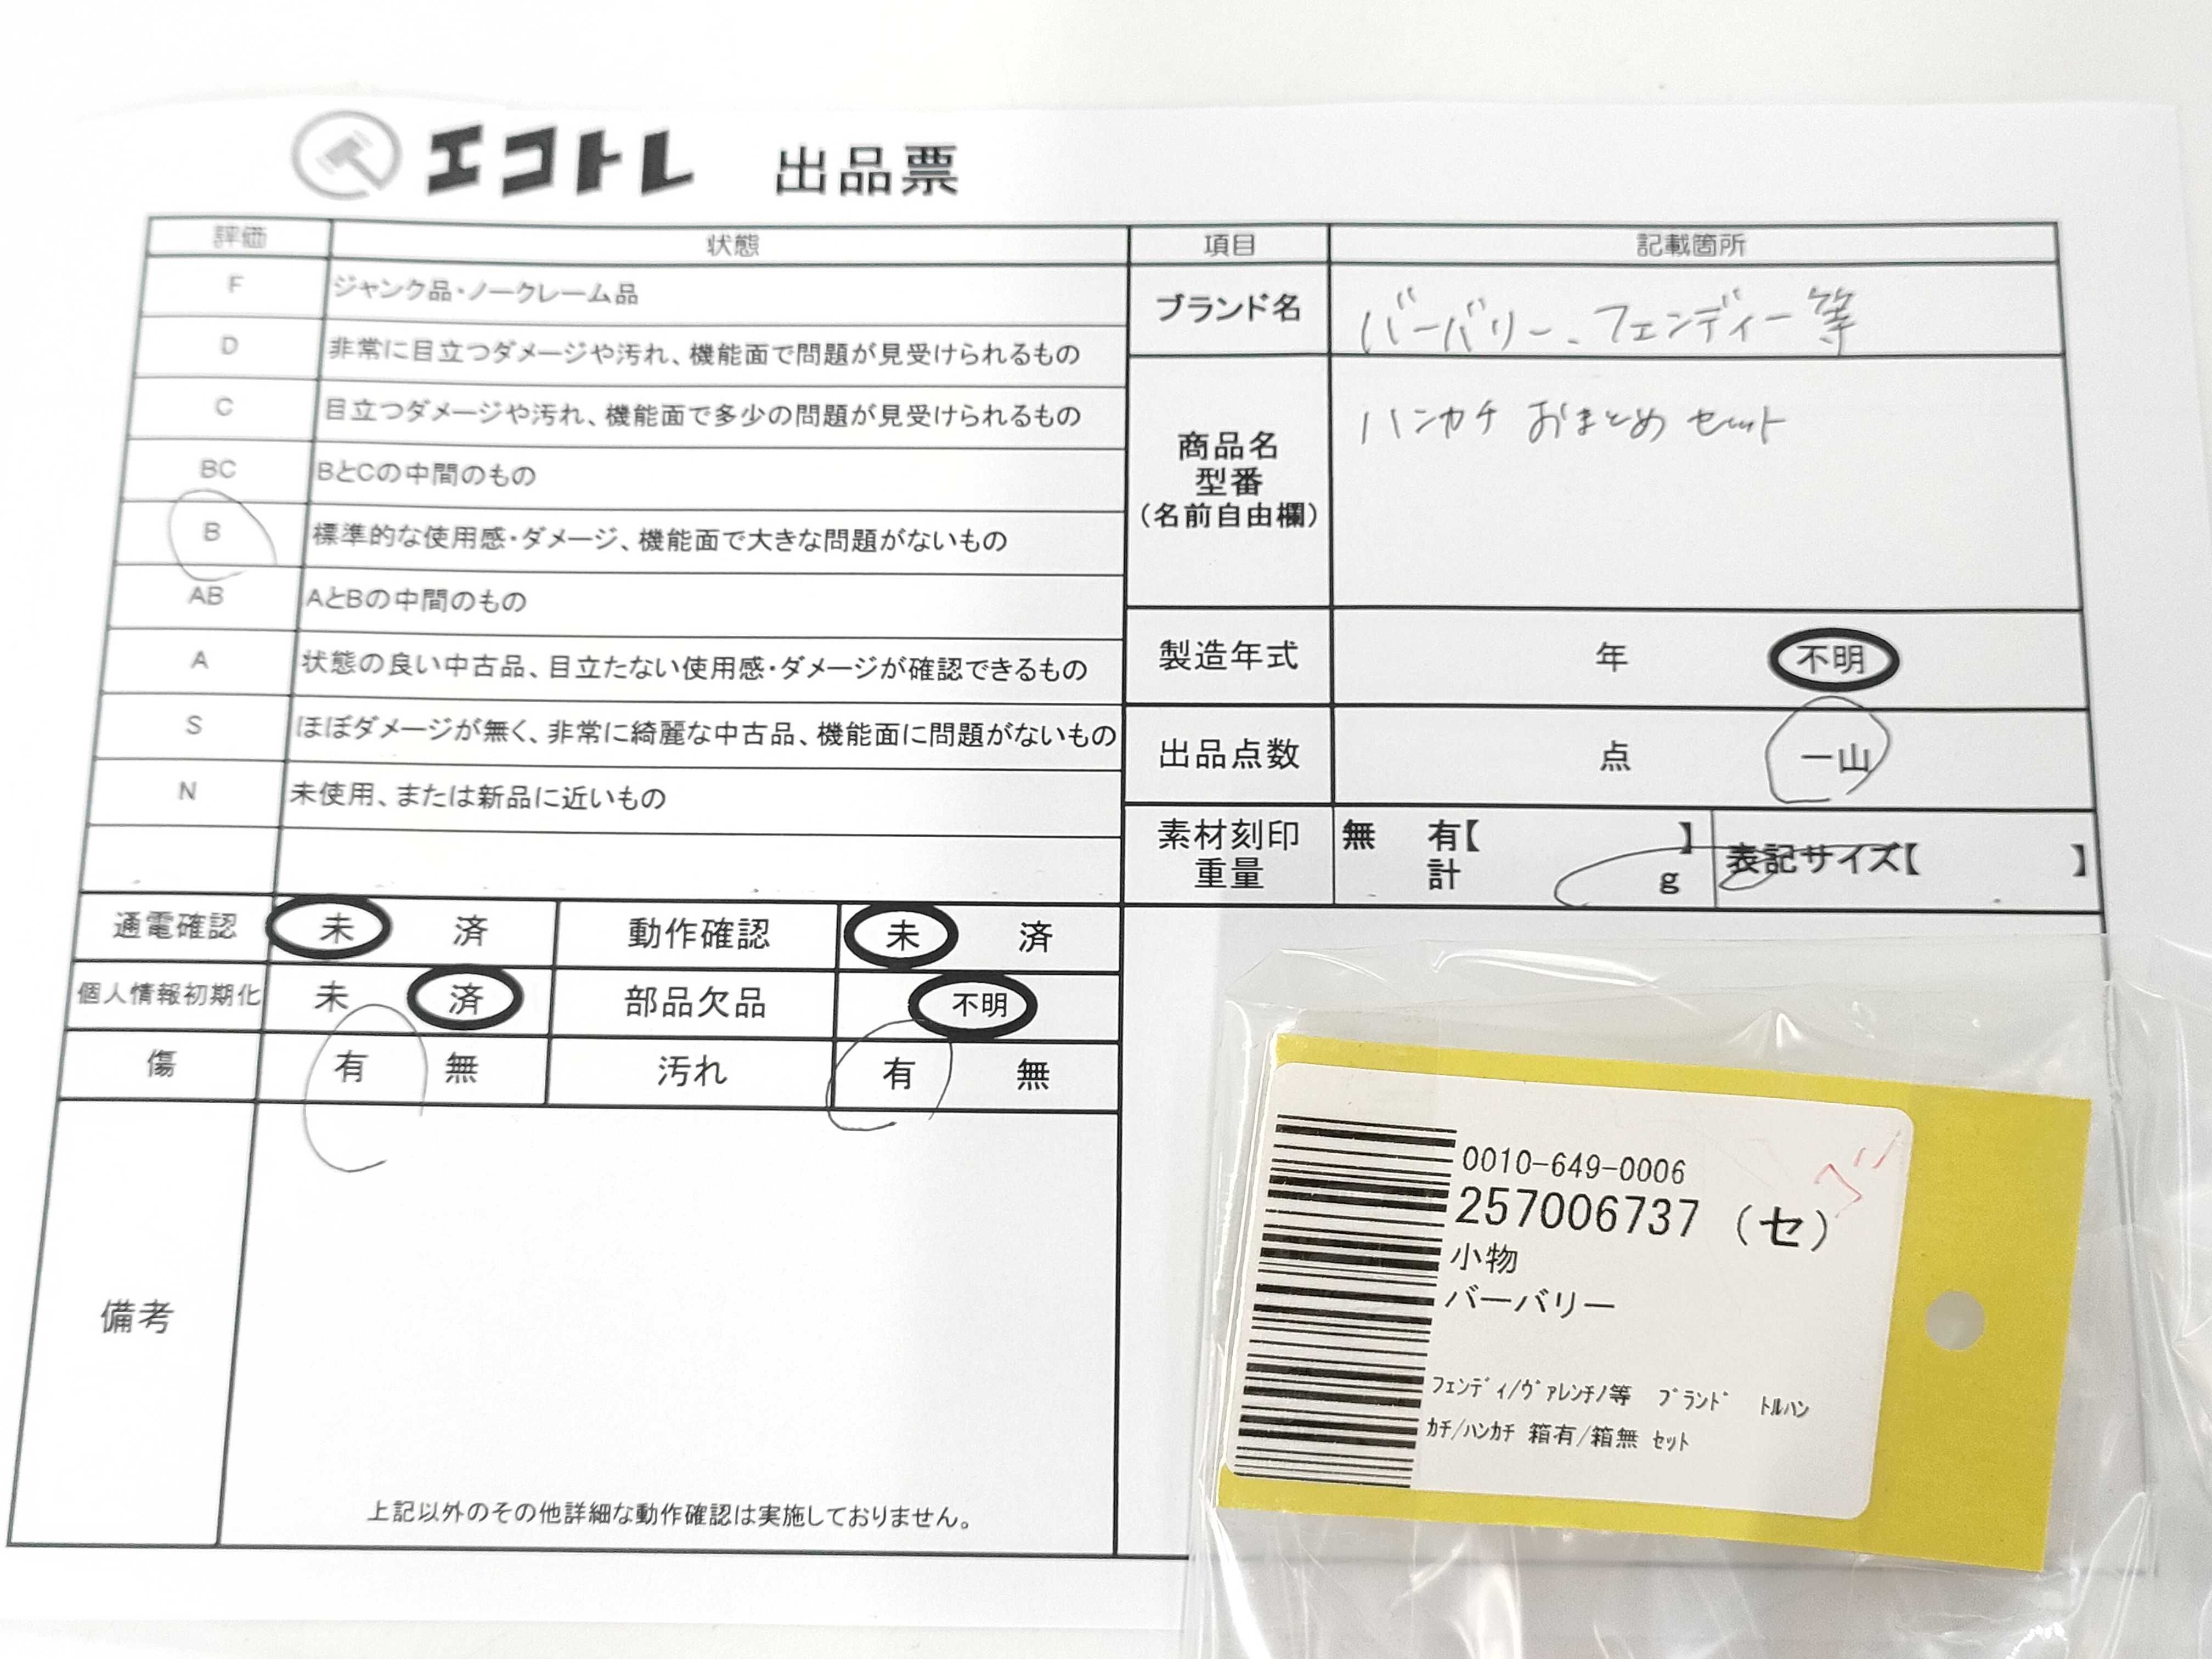 エコトレ 出品票
評価 状態
F ジャンク品・ノークレーム品
D 非常に目立つダメージや汚れ、機能面で問題が見受けられるもの
C 目立つダメージや汚れ、機能面で多少の問題が見受けられるもの
BC BとCの中間のもの
B 標準的な使用感・ダメージ、機能面で大きな問題がないもの
AB AとBの中間のもの
A 状態の良い中古品、目立たない使用感・ダメージが確認できるもの
S ほぼダメージが無く、非常に綺麗な中古品、機能面に問題がないもの
N 未使用、または新品に近いもの
通電確認 未 済 動作確認 未 済
個人情報初期化 未 済 部品欠品 不明
傷 有 無 汚れ 有 無
備考
上記以外のその他詳細な動作確認は実施しておりません。
項目 記載箇所
ブランド名 バーバリー、フェンディー等
商品名
型番
(名前自由欄)
ハンカチ おまとめ セット
製造年式 年 不明
出品点数 点 一山
素材刻印 無 有【 】
重量 計 g
表記サイズ【 】
0010-649-0006
257006737 (セ)
小物
バーバリー
ﾌｪﾝﾃﾞｨ/ｳﾞｧﾚﾝﾁﾉ等 ﾌﾞﾗﾝﾄﾞ ﾄﾙﾊﾝ
ｶﾁ/ﾊﾝｶﾁ 箱有/箱無 ｾｯﾄ